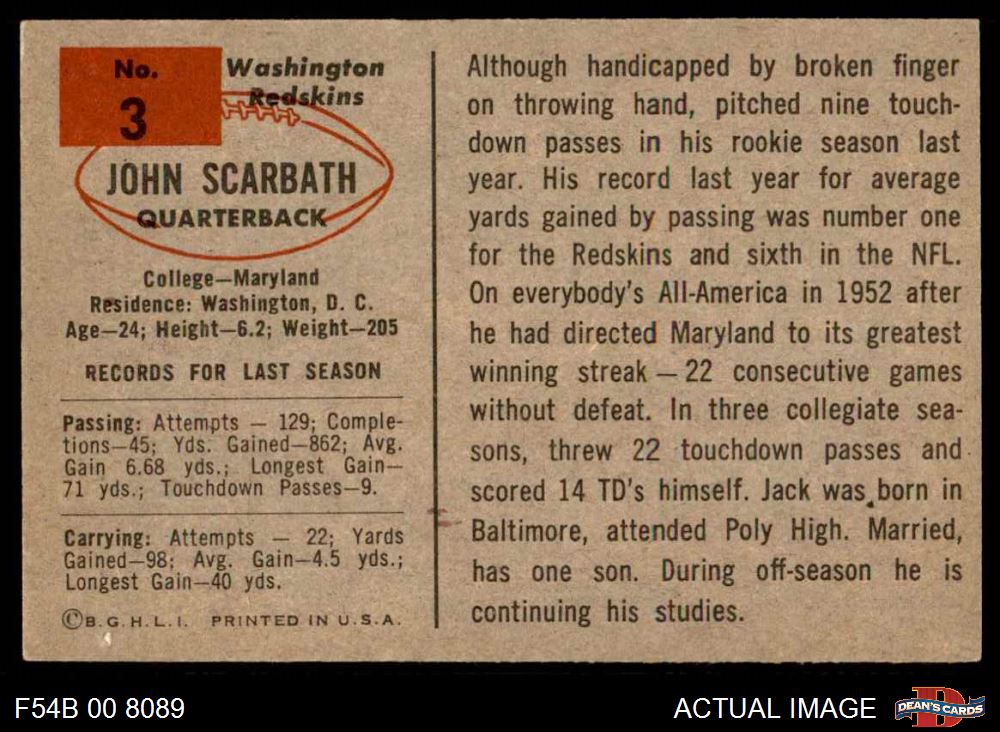 No.
3
Washington
Redskins
JOHN SCARBATH
QUARTERBACK
College—Maryland
Residence: Washington, D. C.
Age—24; Height—6.2; Weight—205
RECORDS FOR LAST SEASON
Passing: Attempts — 129; Comple-
tions—45; Yds. Gained—862; Avg.
Gain 6.68 yds.; Longest Gain—
71 yds.; Touchdown Passes—9.
Carrying: Attempts — 22; Yards
Gained—98; Avg. Gain—4.5 yds.;
Longest Gain—40 yds.
©B.G.H.L.I. PRINTED IN U.S.A.
Although handicapped by broken finger
on throwing hand, pitched nine touch-
down passes in his rookie season last
year. His record last year for average
yards gained by passing was number one
for the Redskins and sixth in the NFL.
On everybody's All-America in 1952 after
he had directed Maryland to its greatest
winning streak — 22 consecutive games
without defeat. In three collegiate sea-
sons, threw 22 touchdown passes and
scored 14 TD's himself. Jack was born in
Baltimore, attended Poly High. Married,
has one son. During off-season he is
continuing his studies.
F54B 00 8089
ACTUAL IMAGE
D
DEAN'S CARDS